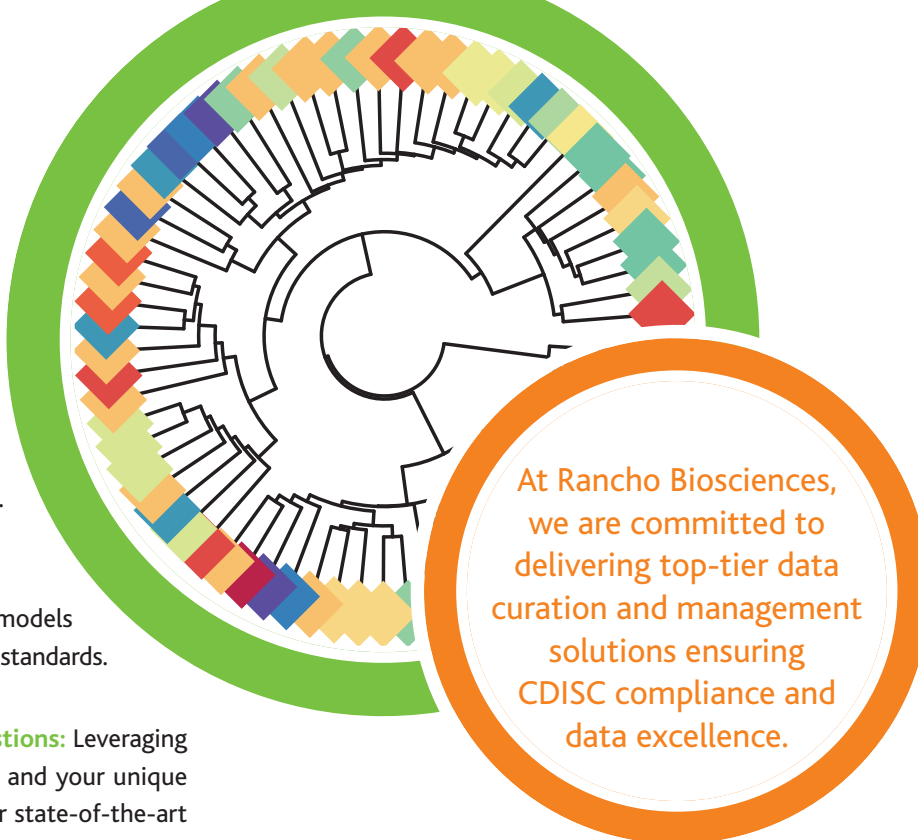 .
models
standards.
stions: Leveraging
and your unique
r state-of-the-art
At Rancho Biosciences,
we are committed to
delivering top-tier data
curation and management
solutions ensuring
CDISC compliance and
data excellence.